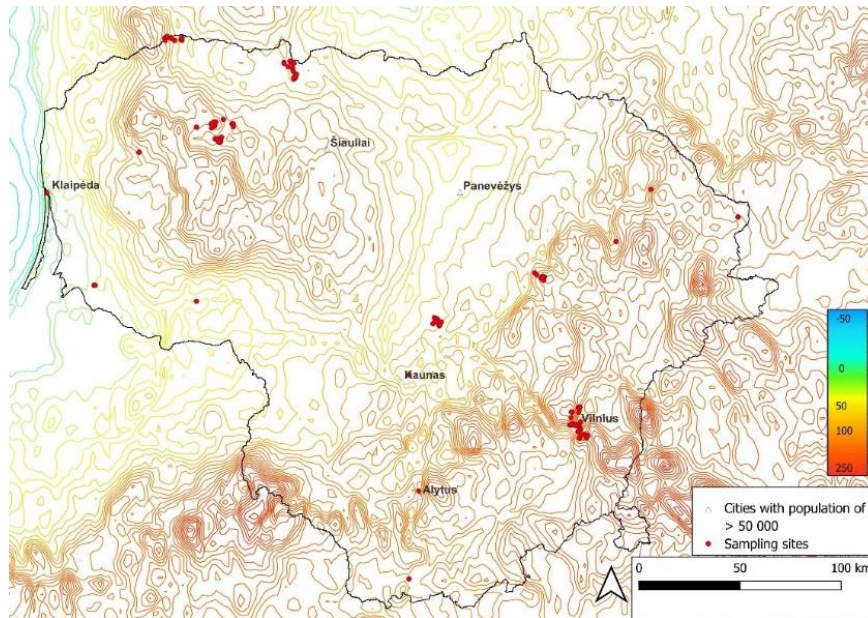 Šiauliai
Klaipėda
Panevėžys
Kaunas
Vilnius
Alytus
-50
0
50
100
250
Cities with population of
> 50 000
Sampling sites
0 50 100 km